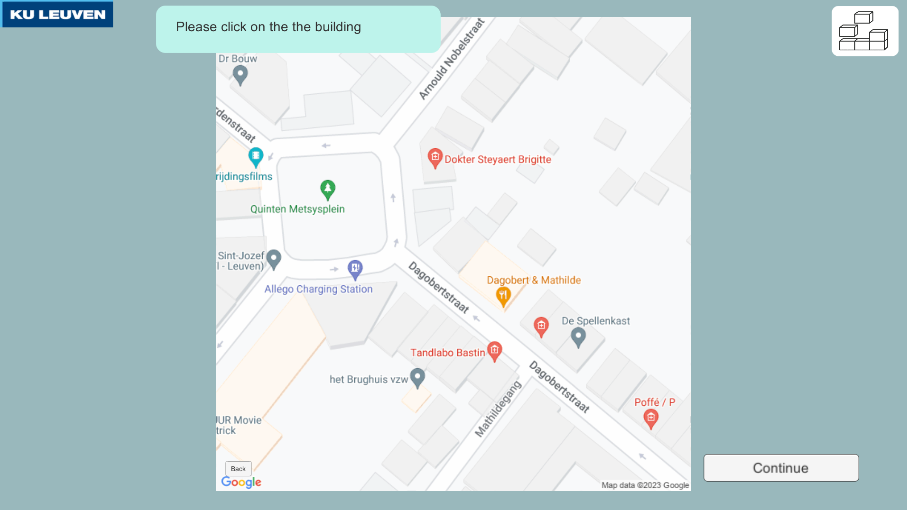 KU LEUVEN
Please click on the the building
Dr Bouw
Arnould Nobelstraat
rdenstraat
Dokter Steyaert Brigitte
rijdingsfilms
Quinten Metsysplein
Sint-Jozef
l - Leuven)
Allego Charging Station
Dagobertstraat
Dagobert & Mathilde
De Spellenkast
Tandlabo Bastin
het Brughuis vzw
Dagobertstraat
Mathildegang
Poffé / P
UR Movie
trick
Back
Google
Map data ©2023 Google
Continue